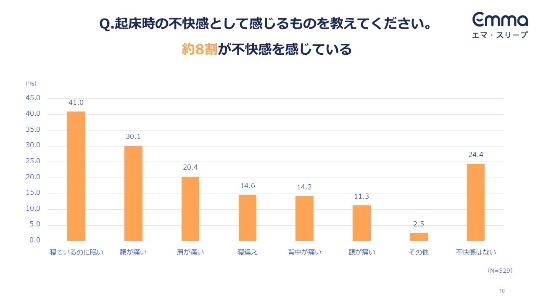 Q.起床時の不快感として感じるものを教えてください。
emma
エマ・スリープ
約8割が不快感を感じている
(%)
45.0
40.0
35.0
30.0
25.0
20.0
15.0
10.0
5.0
0.0
41.0
30.1
20.4
14.6
14.2
11.3
2.5
24.4
寝ているのに眠い
腰が痛い
肩が痛い
寝違え
背中が痛い
頭が痛い
その他
不快感はない
(N=529)
10